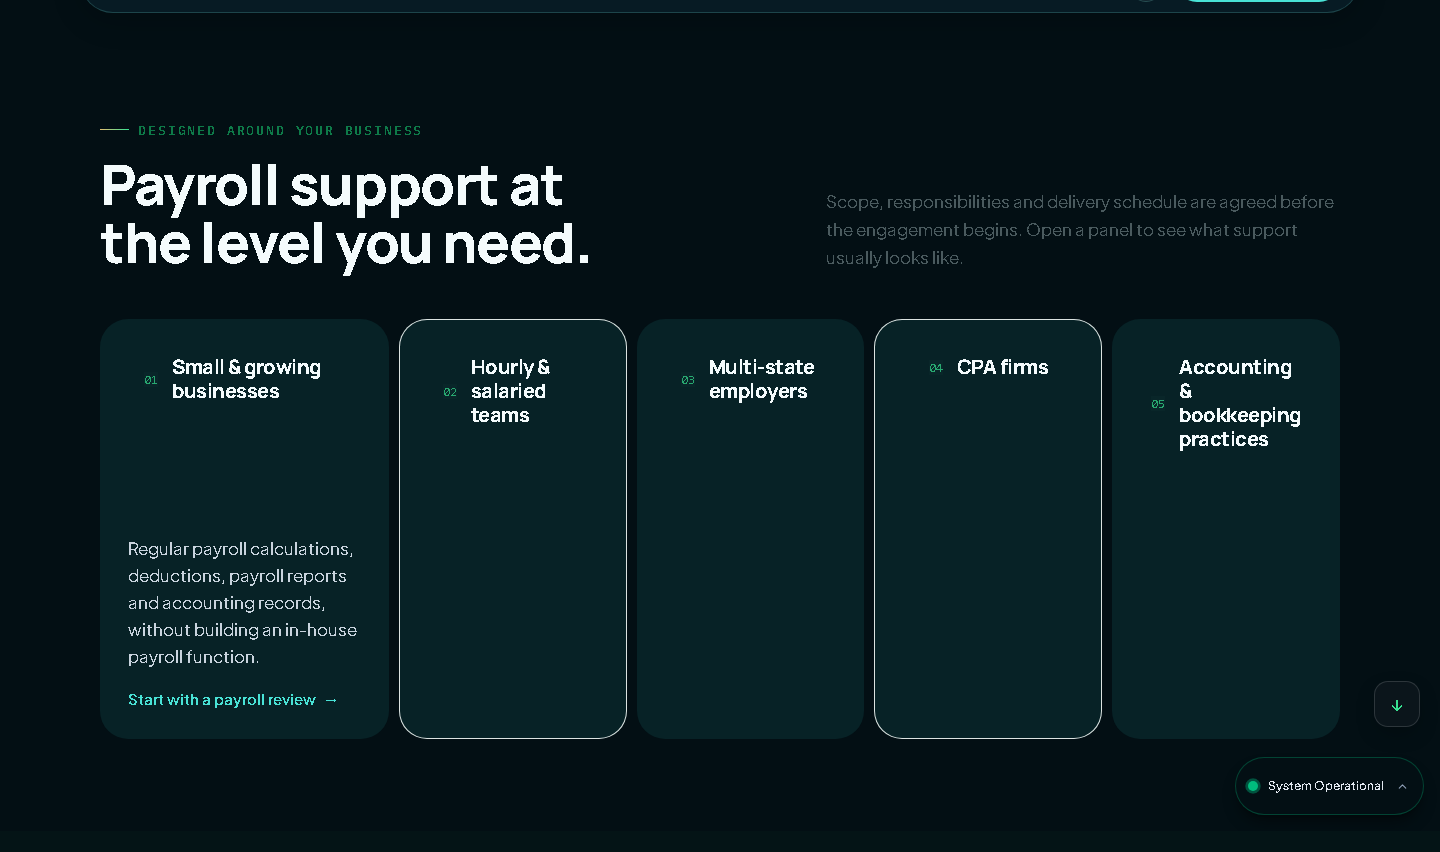 DESIGNED AROUND YOUR BUSINESS
Payroll support at
the level you need.
Scope, responsibilities and delivery schedule are agreed before
the engagement begins. Open a panel to see what support
usually looks like.
01
Small & growing
businesses
Regular payroll calculations,
deductions, payroll reports
and accounting records,
without building an in-house
payroll function.
Start with a payroll review →
02
Hourly &
salaried
teams
03
Multi-state
employers
04
CPA firms
05
Accounting
&
bookkeeping
practices
System Operational